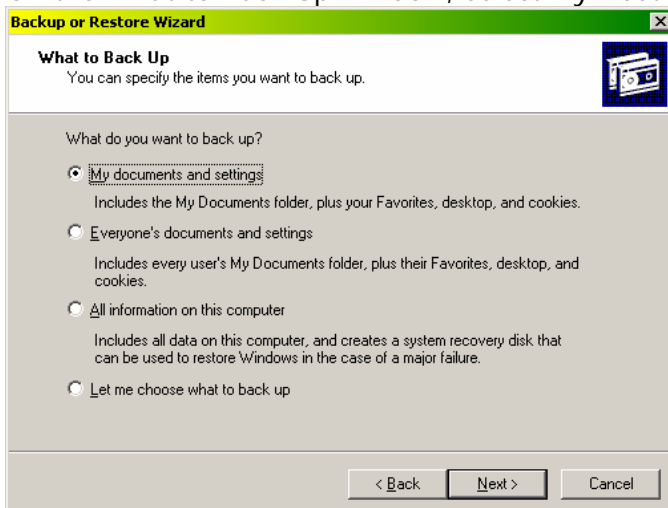 Backup or Restore Wizard
What to Back Up
You can specify the items you want to back up.
What do you want to back up?
My documents and settings
Includes the My Documents folder, plus your Favorites, desktop, and cookies.
Everyone's documents and settings
Includes every user's My Documents folder, plus their Favorites, desktop, and
cookies.
All information on this computer
Includes all data on this computer, and creates a system recovery disk that
can be used to restore Windows in the case of a major failure.
Let me choose what to back up
< Back
Next >
Cancel